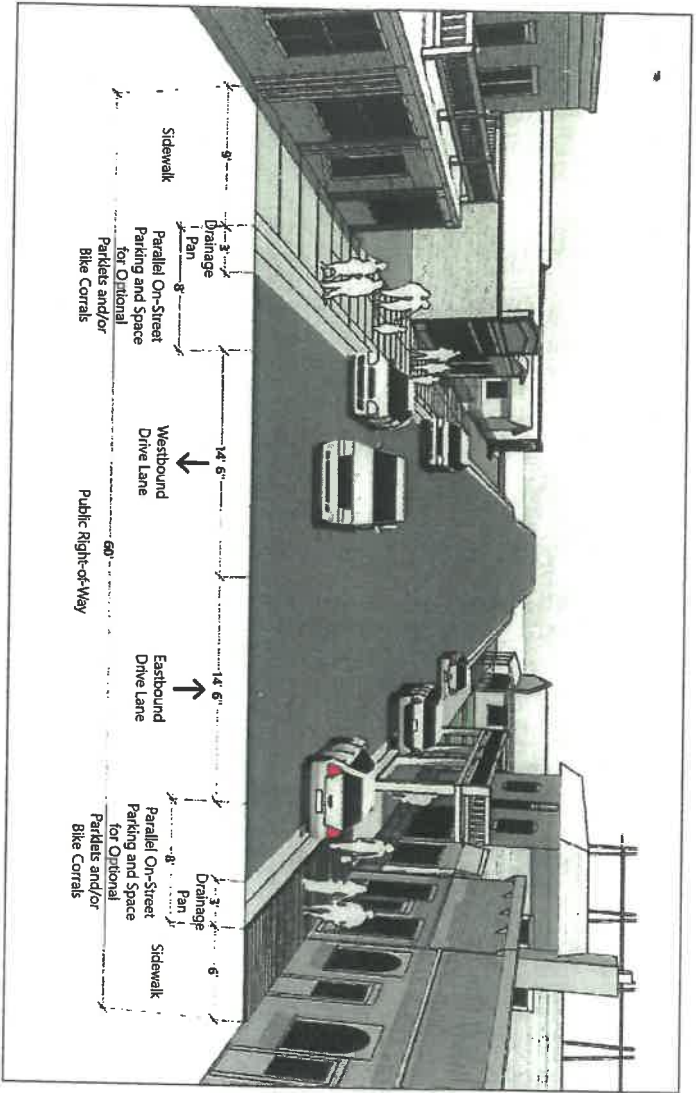 9'
3'
14' 6"
14' 6"
3'
6'
Sidewalk
Drainage
Pan
8'
Parallel On-Street
Parking and Space
for Optional
Parklets and/or
Bike Corrals
Westbound
Drive Lane
Eastbound
Drive Lane
8'
Parallel On-Street
Parking and Space
for Optional
Parklets and/or
Bike Corrals
Drainage
Pan
Sidewalk
60'
Public Right-of-Way